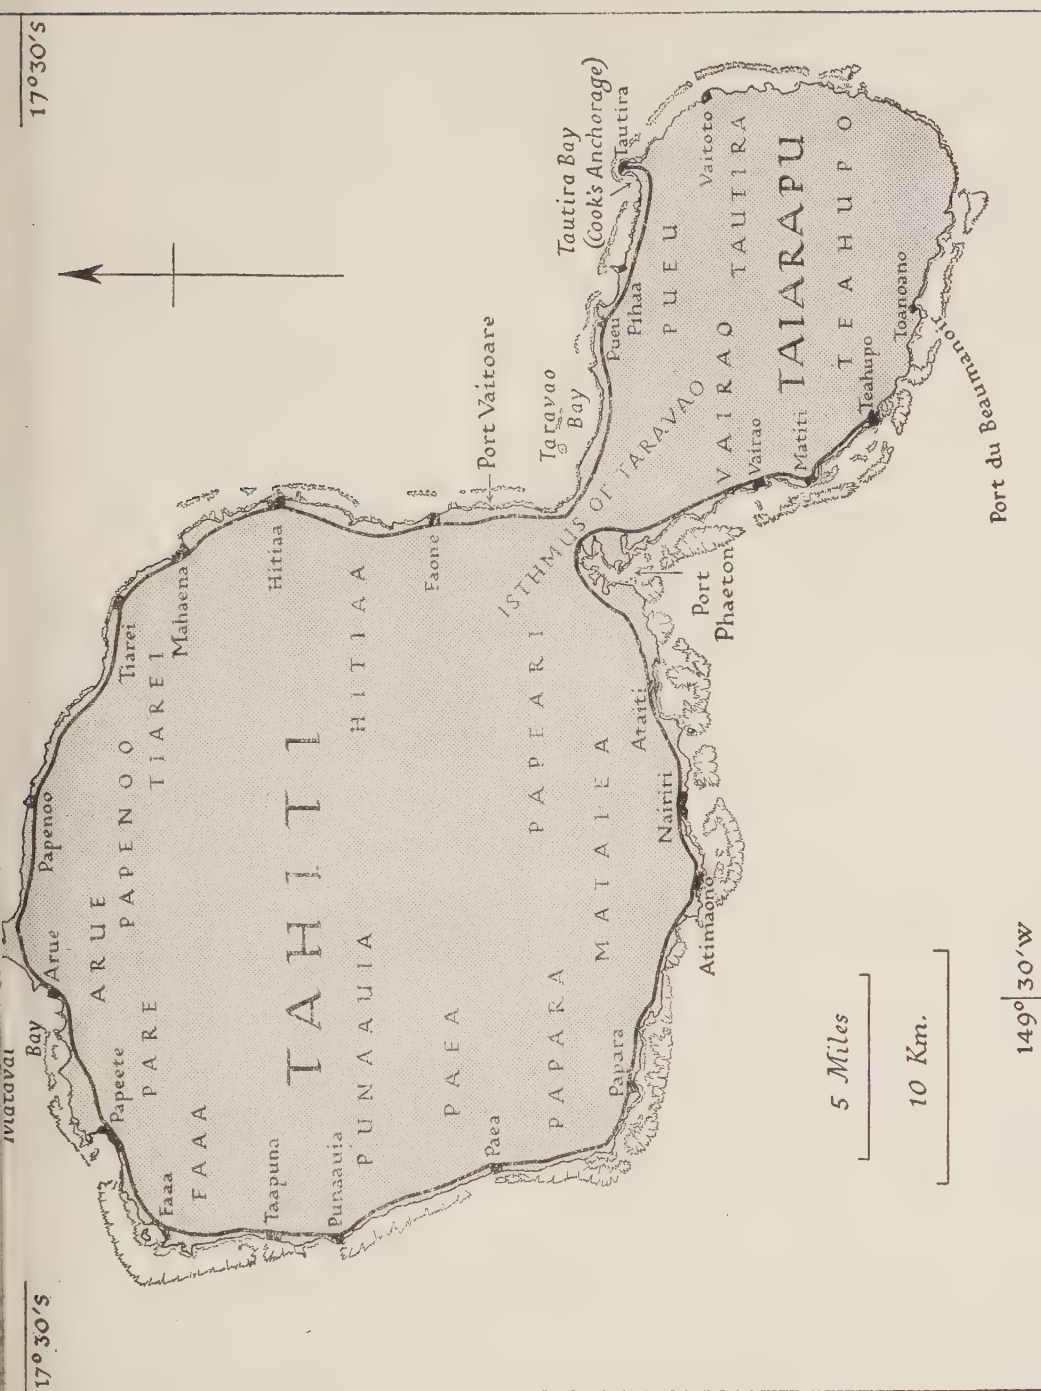 17°30'S
17°30'S
Matavai
Bay
Arue
Papenoo
Papeete
ARUE
PAPENOO
PARE
TIAREI
Tiarei
Mahaena
Faaa
FAAA
Taapuna
Hitiaa
TAHITI
HITIAA
Punaauia
PUNAAUIA
Faone
Port Vaitoare
PAEA
Paea
PAPEARI
PAPARA
MATAIEA
Papara
Ataiti
Nairiri
Atimaono
ISTHMUS OF TARAVAO
Taravao
Bay
Tautira Bay
(Cook's Anchorage)
Tautira
Pueu
Pihaa
PUEU
Vaitoto
TAUTIRA
VAIRAO
Vairao
TAIARAPU
Matiti
TEAHUPO
Teahupo
Toanoano
Port
Phaeton
Port du Beaumanoir
5 Miles
10 Km.
149° 30'W